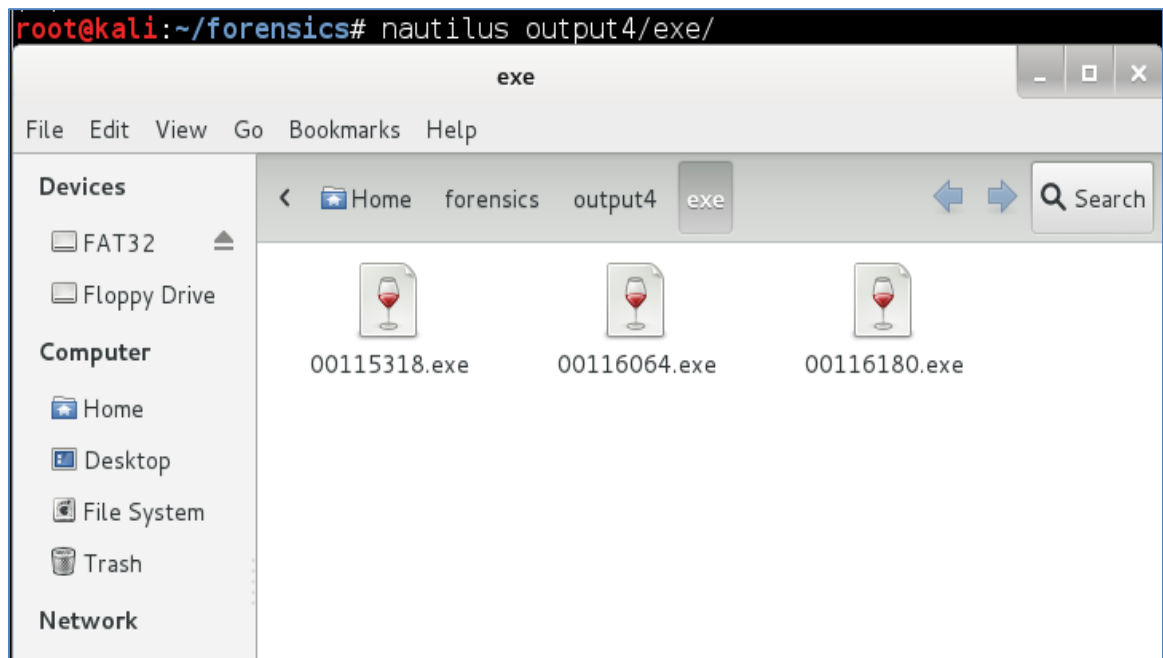 root@kali:~/forensics# nautilus output4/exe/
exe
File Edit View Go Bookmarks Help
Devices
FAT32
Floppy Drive
Computer
Home
Desktop
File System
Trash
Network
Home forensics output4 exe Search
00115318.exe 00116064.exe 00116180.exe